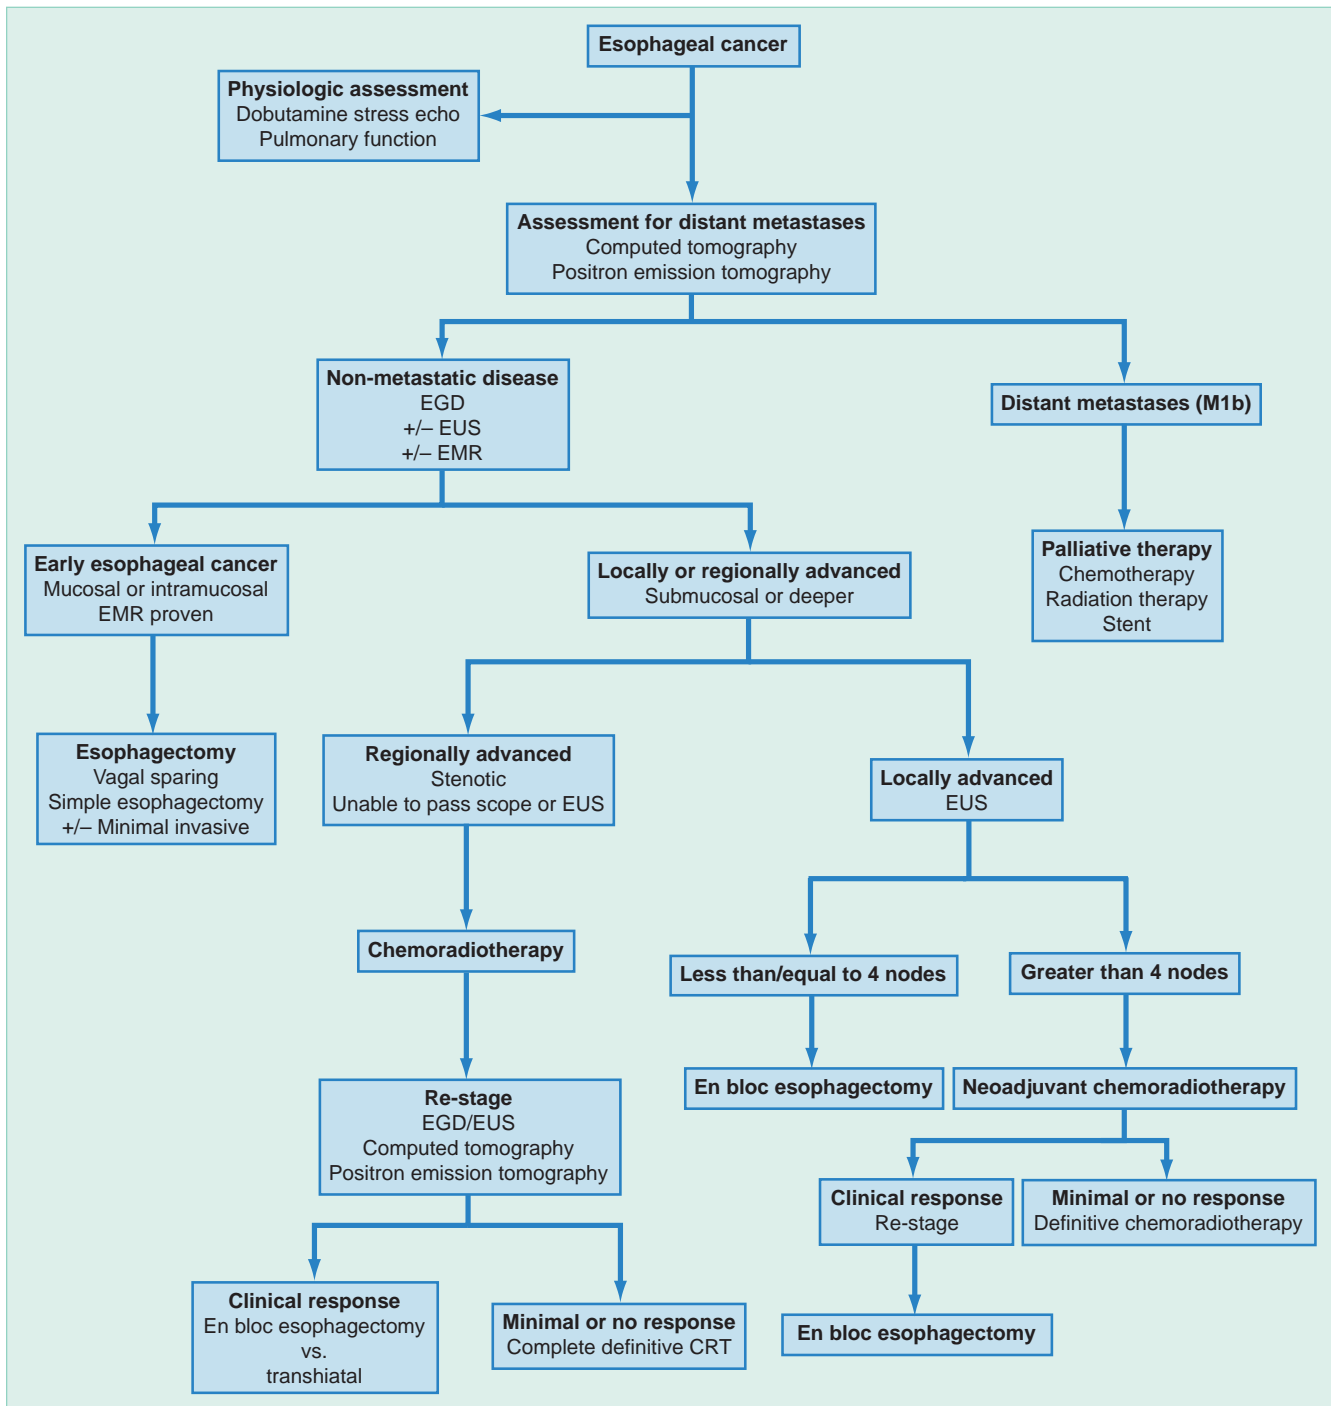 Esophageal cancer
Physiologic assessment
Dobutamine stress echo
Pulmonary function
Assessment for distant metastases
Computed tomography
Positron emission tomography
Non-metastatic disease
EGD
+/– EUS
+/– EMR
Distant metastases (M1b)
Early esophageal cancer
Mucosal or intramucosal
EMR proven
Locally or regionally advanced
Submucosal or deeper
Palliative therapy
Chemotherapy
Radiation therapy
Stent
Esophagectomy
Vagal sparing
Simple esophagectomy
+/– Minimal invasive
Regionally advanced
Stenotic
Unable to pass scope or EUS
Locally advanced
EUS
Chemoradiotherapy
Less than/equal to 4 nodes
Greater than 4 nodes
Re-stage
EGD/EUS
Computed tomography
Positron emission tomography
En bloc esophagectomy
Neoadjuvant chemoradiotherapy
Clinical response
Re-stage
Minimal or no response
Definitive chemoradiotherapy
Clinical response
En bloc esophagectomy
vs.
transhiatal
Minimal or no response
Complete definitive CRT
En bloc esophagectomy